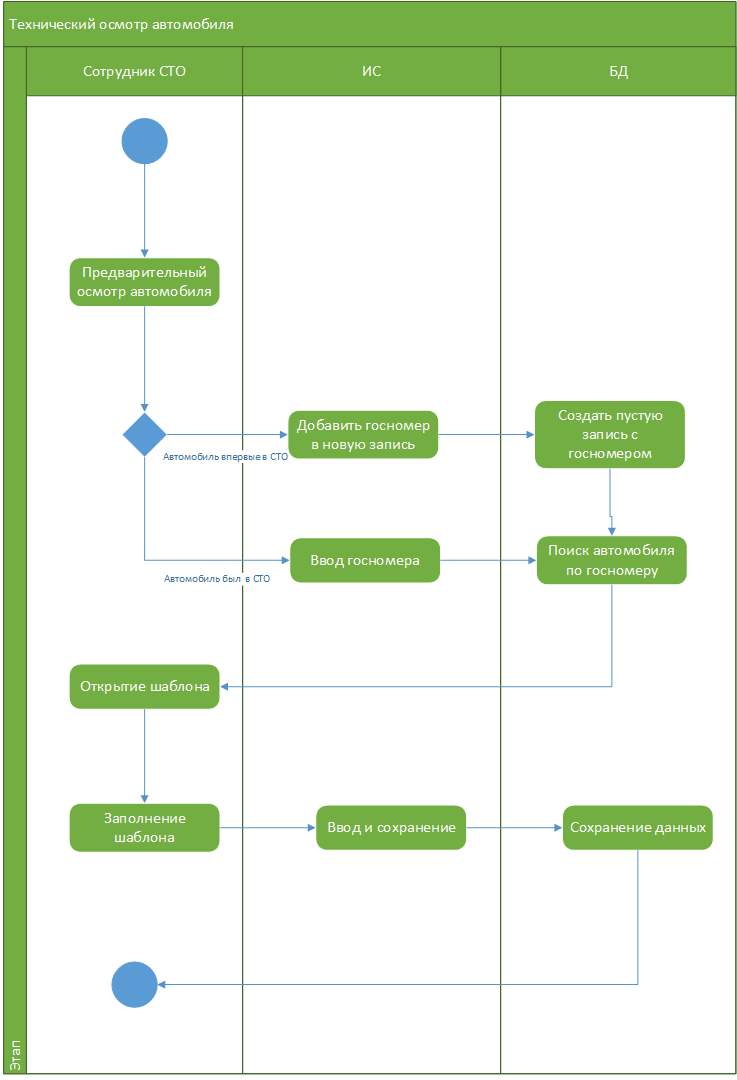 Технический осмотр автомобиля
Сотрудник СТО
ИС
БД
Предварительный
осмотр автомобиля
Добавить госномер
в новую запись
Создать пустую
запись с
госномером
Автомобиль впервые в СТО
Ввод госномера
Поиск автомобиля
по госномеру
Автомобиль был в СТО
Открытие шаблона
Заполнение
шаблона
Ввод и сохранение
Сохранение данных
Этап